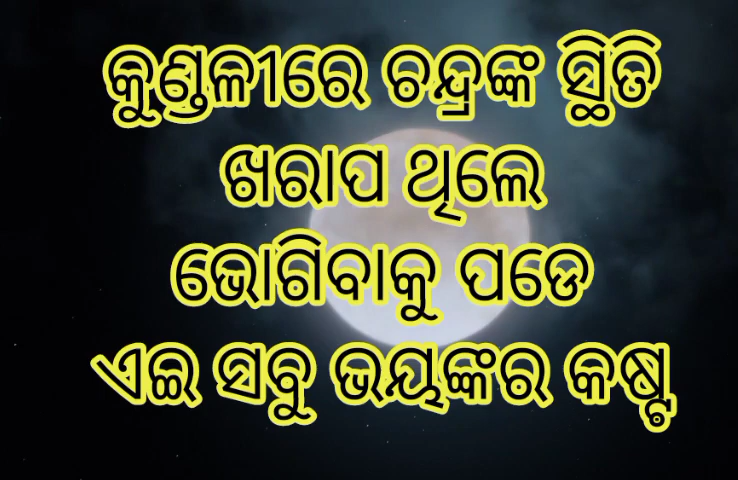 କୁଣ୍ଡଳୀରେ ଚନ୍ଦ୍ରଙ୍କ ସ୍ଥିତି
ଖରାପ ଥିଲେ
ଭୋଗିବାକୁ ପଡେ
ଏଇ ସବୁ ଭୟଙ୍କର କଷ୍ଟ